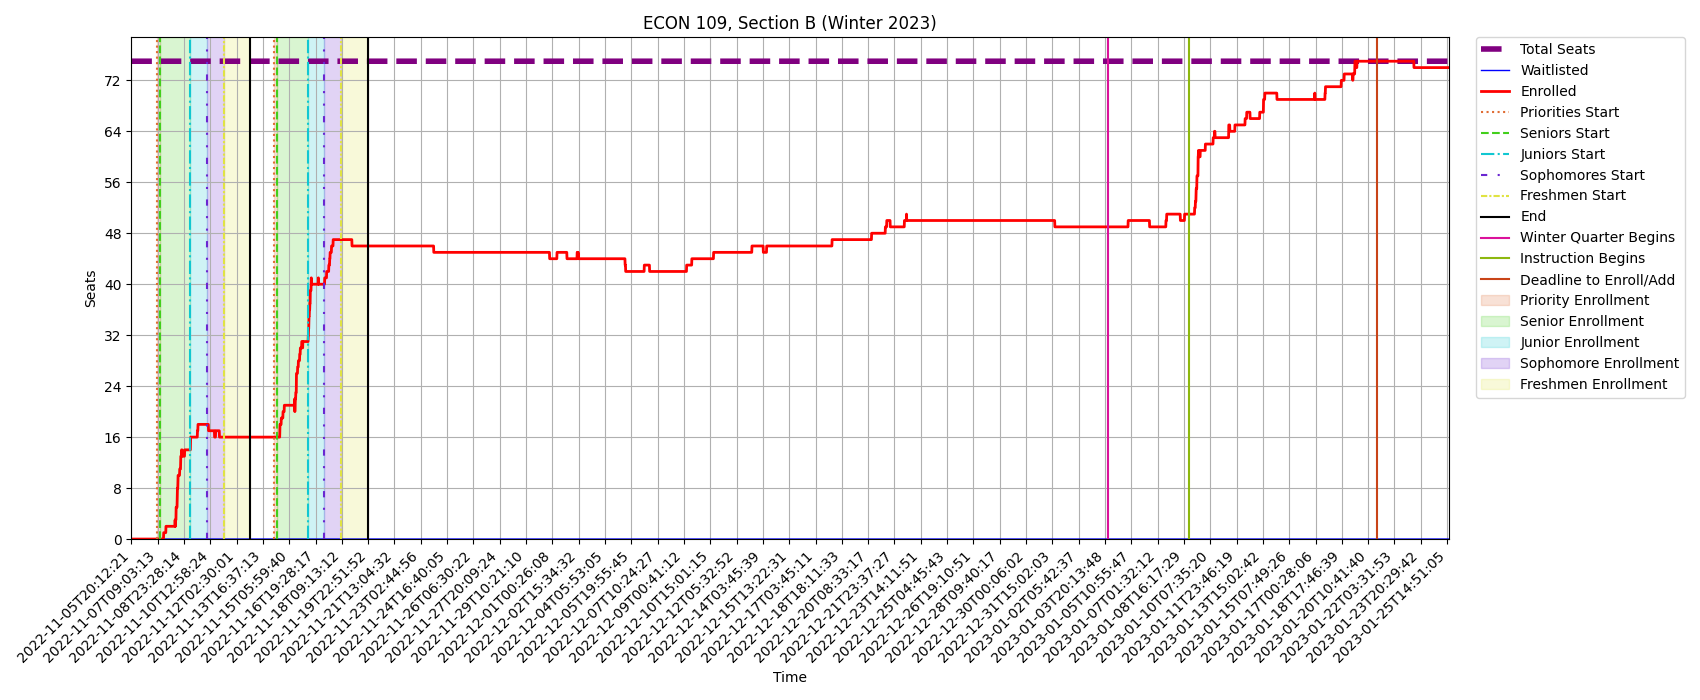 ECON 109, Section B (Winter 2023)
Seats
72
64
56
48
40
32
24
16
8
0
2022-11-05T20:12:21
2022-11-07T09:03:13
2022-11-08T23:28:14
2022-11-10T12:58:24
2022-11-12T02:30:01
2022-11-13T16:37:13
2022-11-15T05:59:40
2022-11-16T19:28:17
2022-11-18T09:13:12
2022-11-19T22:51:52
2022-11-21T13:04:32
2022-11-23T02:44:56
2022-11-24T16:40:05
2022-11-26T06:30:22
2022-11-27T20:09:24
2022-11-29T10:21:10
2022-12-01T00:26:08
2022-12-02T15:34:32
2022-12-04T04:53:05
2022-12-05T19:55:45
2022-12-07T10:24:27
2022-12-09T00:41:12
2022-12-10T15:01:15
2022-12-12T05:32:52
2022-12-14T03:45:39
2022-12-15T13:22:31
2022-12-17T03:45:11
2022-12-18T18:11:33
2022-12-20T08:33:17
2022-12-21T23:37:27
2022-12-23T14:11:51
2022-12-25T04:45:43
2022-12-26T19:10:51
2022-12-28T09:40:17
2022-12-30T00:06:02
2022-12-31T15:02:03
2023-01-02T05:42:37
2023-01-03T20:13:48
2023-01-05T10:55:47
2023-01-07T01:32:12
2023-01-08T16:17:29
2023-01-10T07:35:20
2023-01-11T23:46:19
2023-01-13T15:02:42
2023-01-15T07:49:26
2023-01-17T00:28:06
2023-01-18T17:46:39
2023-01-20T10:41:40
2023-01-22T03:31:53
2023-01-23T20:29:42
2023-01-25T14:51:05
Time
Total Seats
Waitlisted
Enrolled
Priorities Start
Seniors Start
Juniors Start
Sophomores Start
Freshmen Start
End
Winter Quarter Begins
Instruction Begins
Deadline to Enroll/Add
Priority Enrollment
Senior Enrollment
Junior Enrollment
Sophomore Enrollment
Freshmen Enrollment